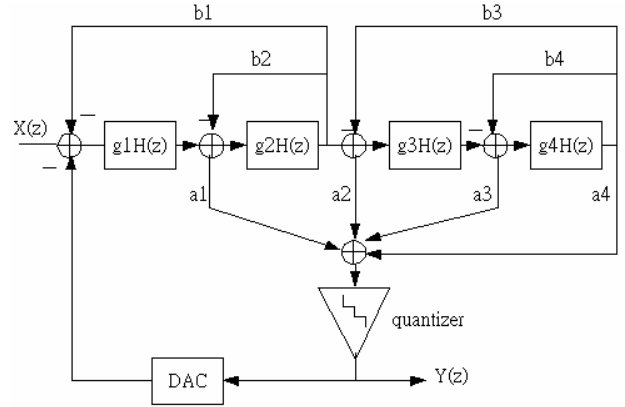 b1
b3
b2
b4
X(z)
g1H(z)
g2H(z)
g3H(z)
g4H(z)
a1
a2
a3
a4
quantizer
DAC
Y(z)